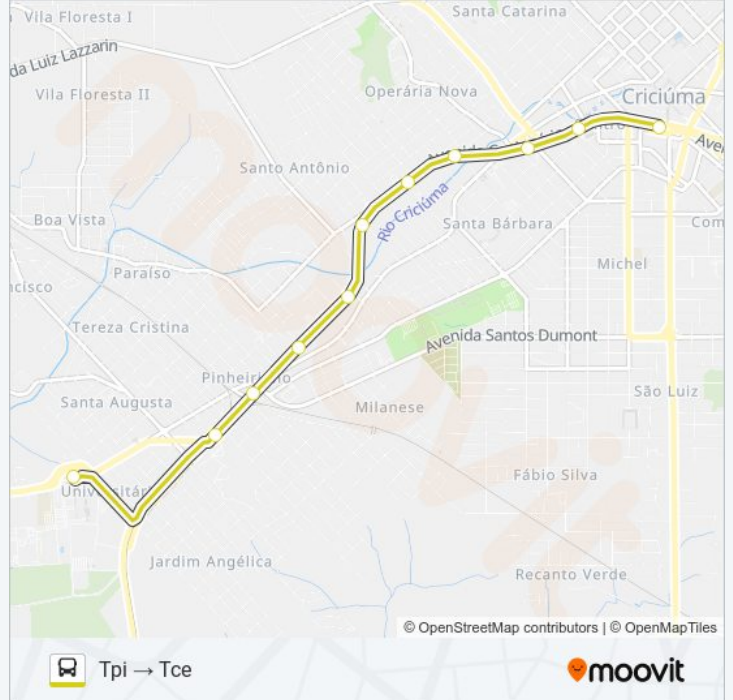 Vila Floresta I
Santa Catarina
da Luiz Lazzarin
Vila Floresta II
Operária Nova
Criciúma
Santo Antônio
Rio Criciúma
Boa Vista
Santa Bárbara
Com
Michel
Paraíso
ncisco
Tereza Cristina
Avenida Santos Dumont
São Luiz
Santa Augusta
Milanese
Fábio Silva
Jardim Angélica
Recanto Verde
© OpenStreetMap contributors | © OpenMapTiles
Tpi → Tce
moovit